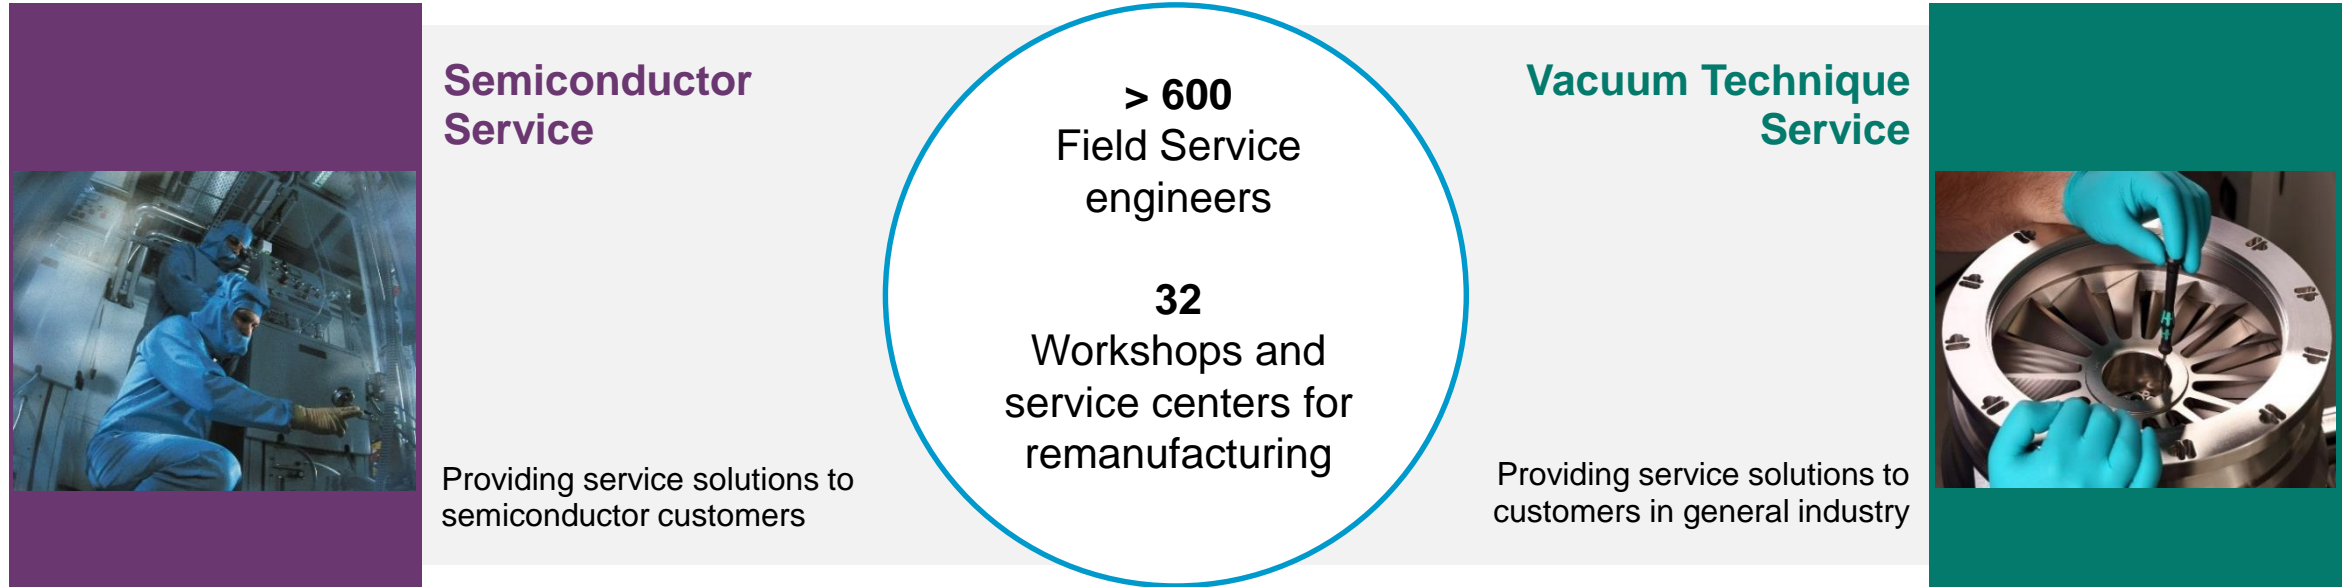 Semiconductor
Service
Providing service solutions to
semiconductor customers
> 600
Field Service
engineers
32
Workshops and
service centers for
remanufacturing
Vacuum Technique
Service
Providing service solutions to
customers in general industry